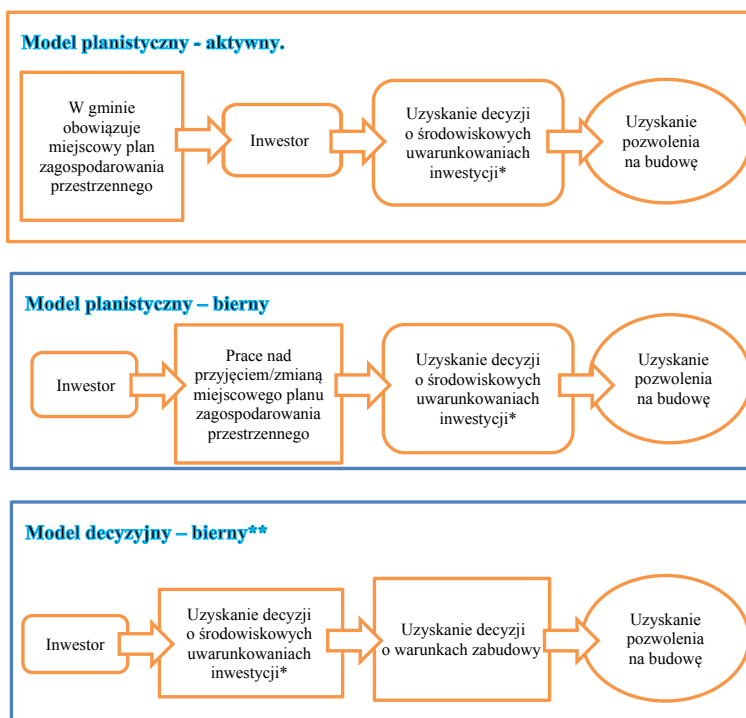 Model planistyczny - aktywny.
W gminie
obowiązuje
miejscowy plan
zagospodarowania
przestrzennego
Inwestor
Uzyskanie decyzji
o środowiskowych
uwarunkowaniach
inwestycji*
Uzyskanie
pozwolenia
na budowę
Model planistyczny – bierny
Inwestor
Prace nad
przyjęciem/zmianą
miejscowego planu
zagospodarowania
przestrzennego
Uzyskanie decyzji
o środowiskowych
uwarunkowaniach
inwestycji*
Uzyskanie
pozwolenia
na budowę
Model decyzyjny – bierny**
Inwestor
Uzyskanie decyzji
o środowiskowych
uwarunkowaniach
inwestycji*
Uzyskanie decyzji
o warunkach zabudowy
Uzyskanie
pozwolenia
na budowę